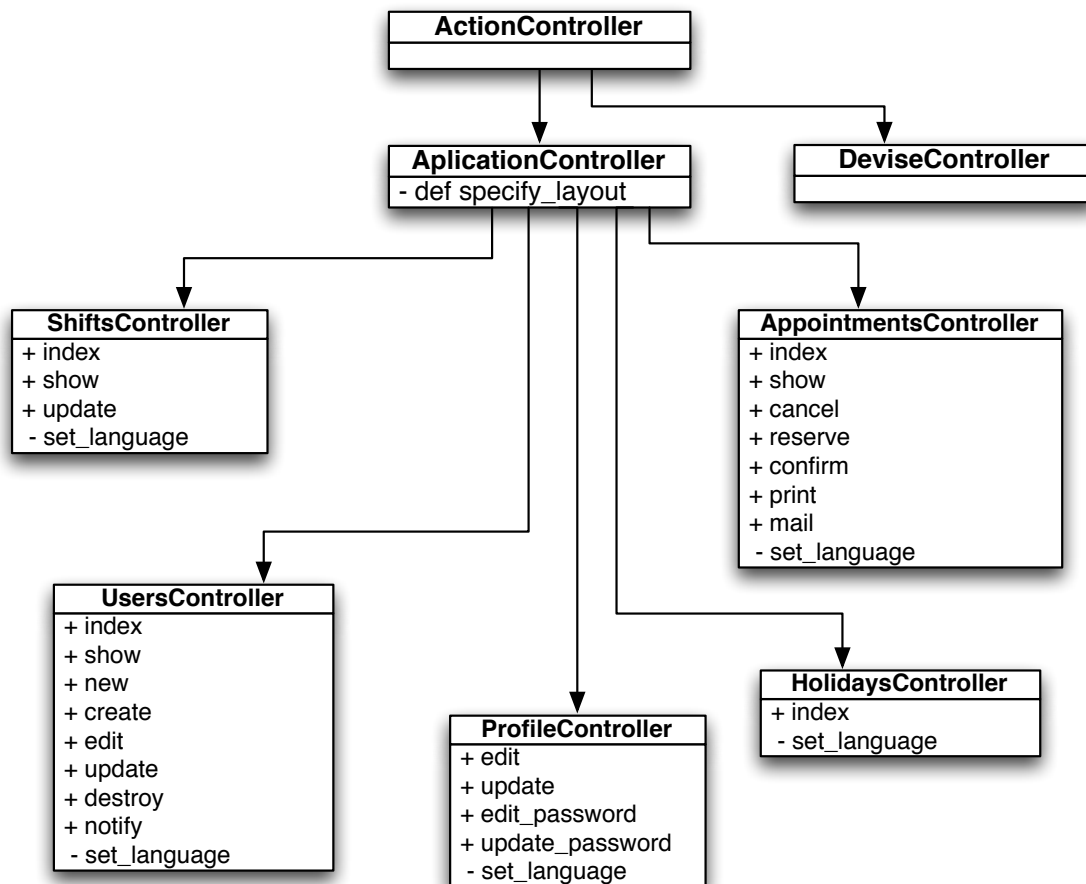 ActionController
AplicationController
- def specify_layout
DeviseController
ShiftsController
+ index
+ show
+ update
- set_language
AppointmentsController
+ index
+ show
+ cancel
+ reserve
+ confirm
+ print
+ mail
- set_language
UsersController
+ index
+ show
+ new
+ create
+ edit
+ update
+ destroy
+ notify
- set_language
ProfileController
+ edit
+ update
+ edit_password
+ update_password
- set_language
HolidaysController
+ index
- set_language